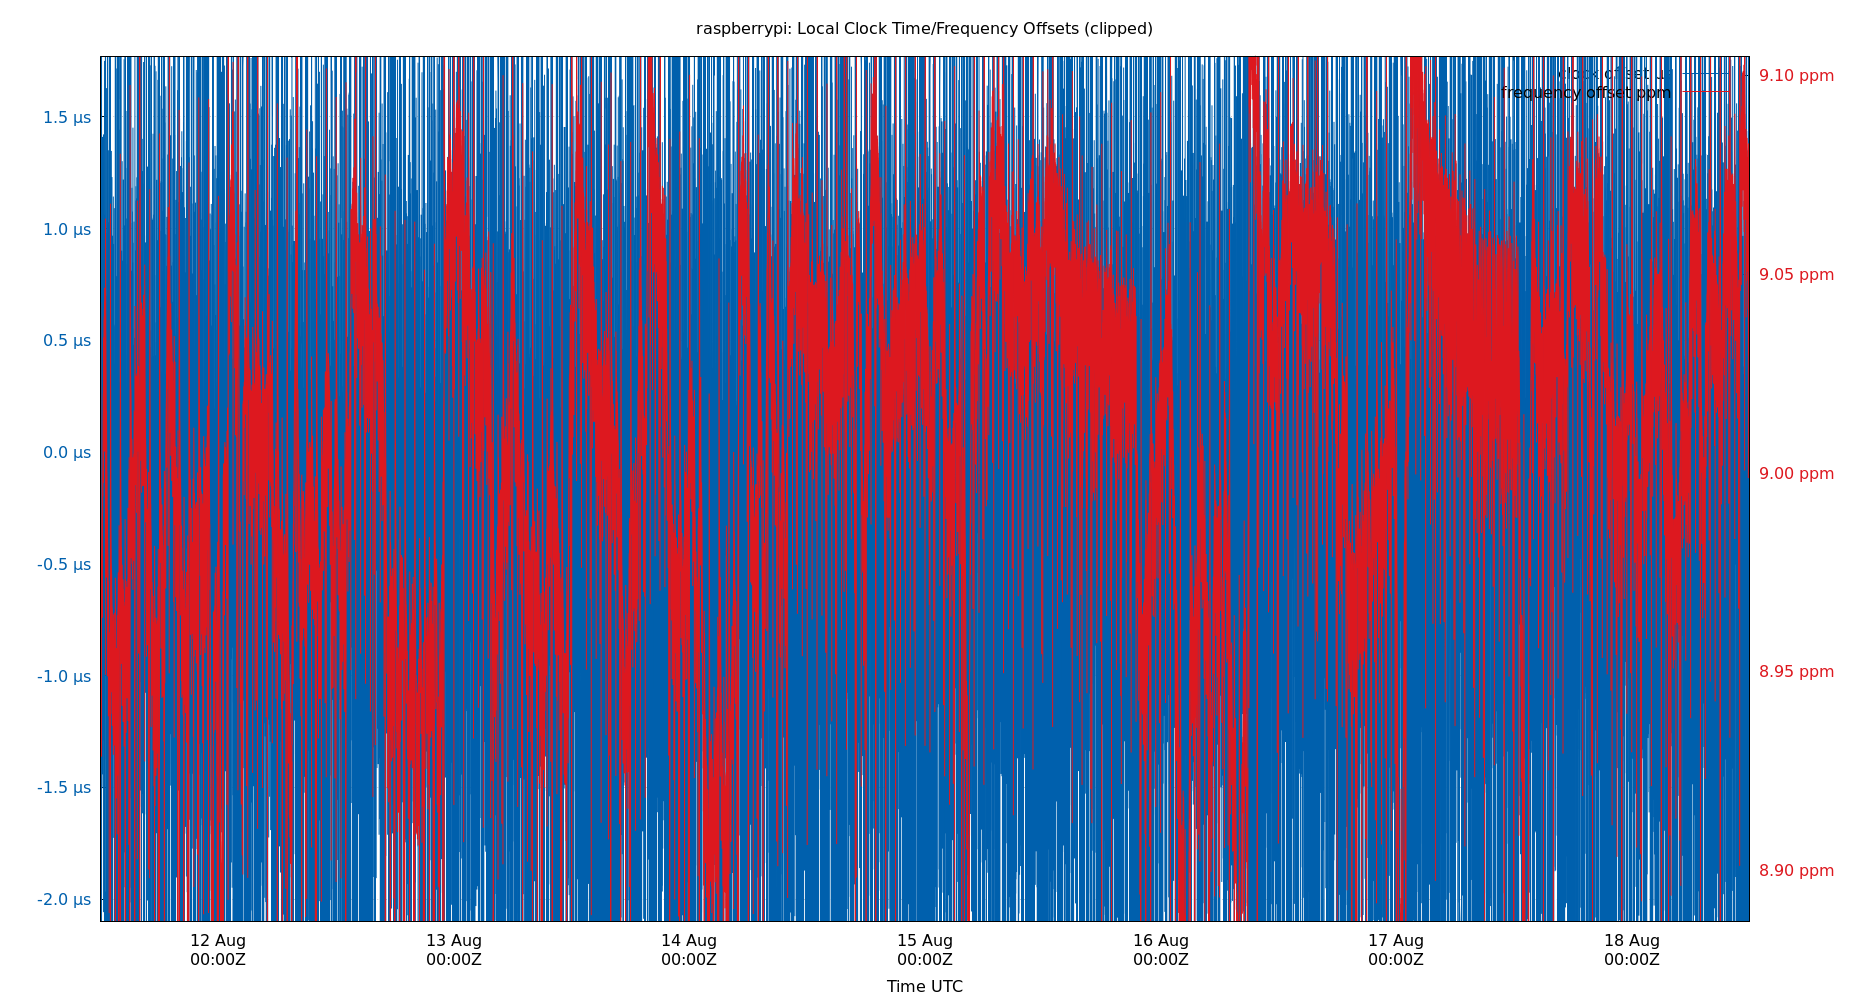 raspberrypi: Local Clock Time/Frequency Offsets (clipped)
clock offset
frequency offset ppm
1.5 µs
1.0 µs
0.5 µs
0.0 µs
-0.5 µs
-1.0 µs
-1.5 µs
-2.0 µs
9.10 ppm
9.05 ppm
9.00 ppm
8.95 ppm
8.90 ppm
12 Aug
00:00Z
13 Aug
00:00Z
14 Aug
00:00Z
15 Aug
00:00Z
16 Aug
00:00Z
17 Aug
00:00Z
18 Aug
00:00Z
Time UTC